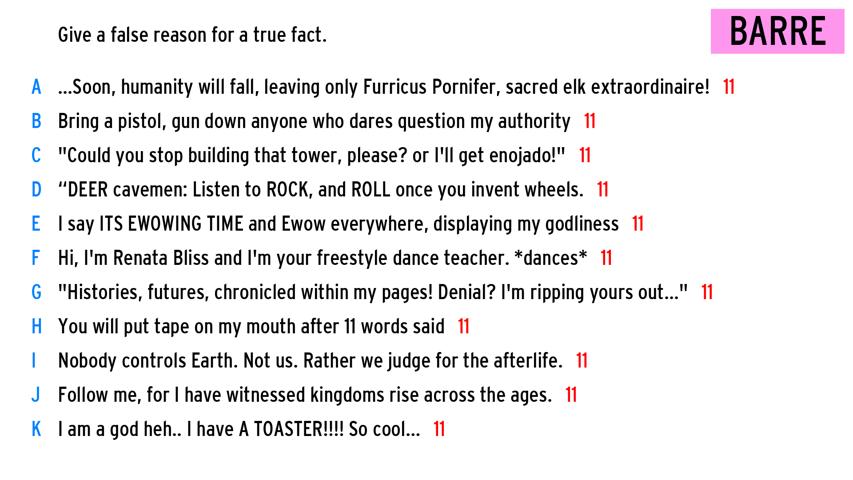 Give a false reason for a true fact.
BARRE
A ...Soon, humanity will fall, leaving only Furricus Pornifer, sacred elk extraordinaire! 11
B Bring a pistol, gun down anyone who dares question my authority 11
C "Could you stop building that tower, please? or I'll get enojado!" 11
D “DEER cavemen: Listen to ROCK, and ROLL once you invent wheels. 11
E I say ITS EWOWING TIME and Ewow everywhere, displaying my godliness 11
F Hi, I'm Renata Bliss and I'm your freestyle dance teacher. *dances* 11
G "Histories, futures, chronicled within my pages! Denial? I'm ripping yours out..." 11
H You will put tape on my mouth after 11 words said 11
I Nobody controls Earth. Not us. Rather we judge for the afterlife. 11
J Follow me, for I have witnessed kingdoms rise across the ages. 11
K I am a god heh.. I have A TOASTER!!!! So cool... 11